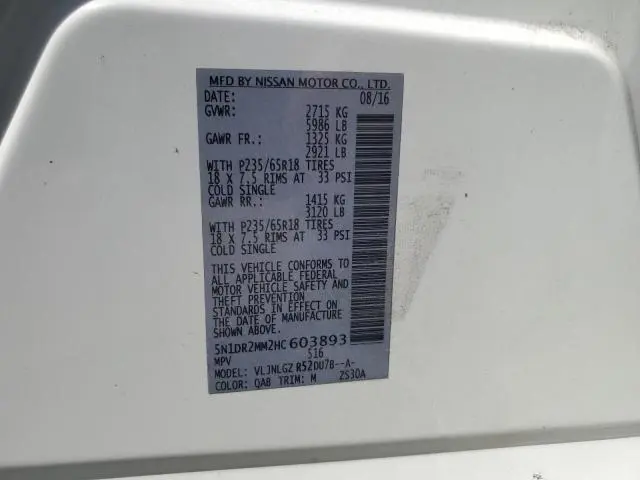 MFD BY NISSAN MOTOR CO., LTD.
DATE: 08/16
GVWR: 2715 KG
5986 LB
GAWR FR.: 1325 KG
2921 LB
WITH P235/65R18 TIRES
18 X 7.5 RIMS AT 33 PSI
COLD SINGLE
GAWR RR.: 1415 KG
3120 LB
WITH P235/65R18 TIRES
18 X 7.5 RIMS AT 33 PSI
COLD SINGLE
THIS VEHICLE CONFORMS TO
ALL APPLICABLE FEDERAL
MOTOR VEHICLE SAFETY AND
THEFT PREVENTION
STANDARDS IN EFFECT ON
THE DATE OF MANUFACTURE
SHOWN ABOVE.
5N1DR2MM2HC603893
MPV 516
MODEL: VLJNLGZ R52DU7B--A-
COLOR: QAB TRIM: M ZS30A